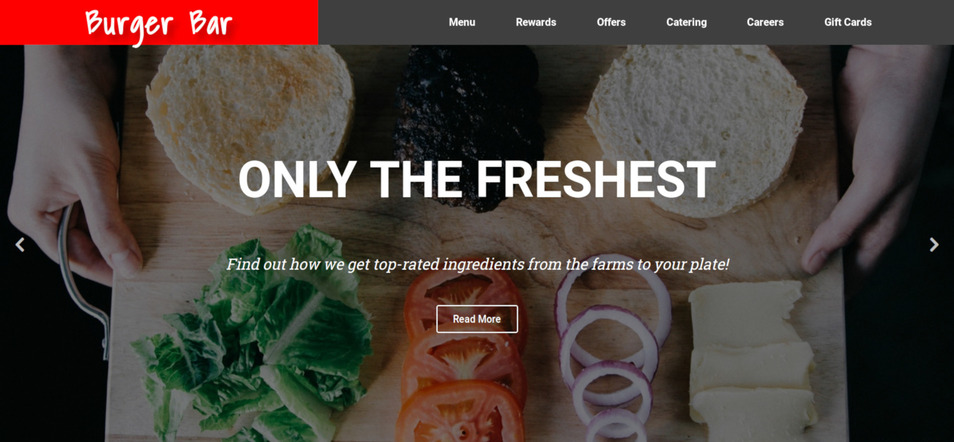 Burger Bar
Menu Rewards Offers Catering Careers Gift Cards
ONLY THE FRESHEST
Find out how we get top-rated ingredients from the farms to your plate!
Read More